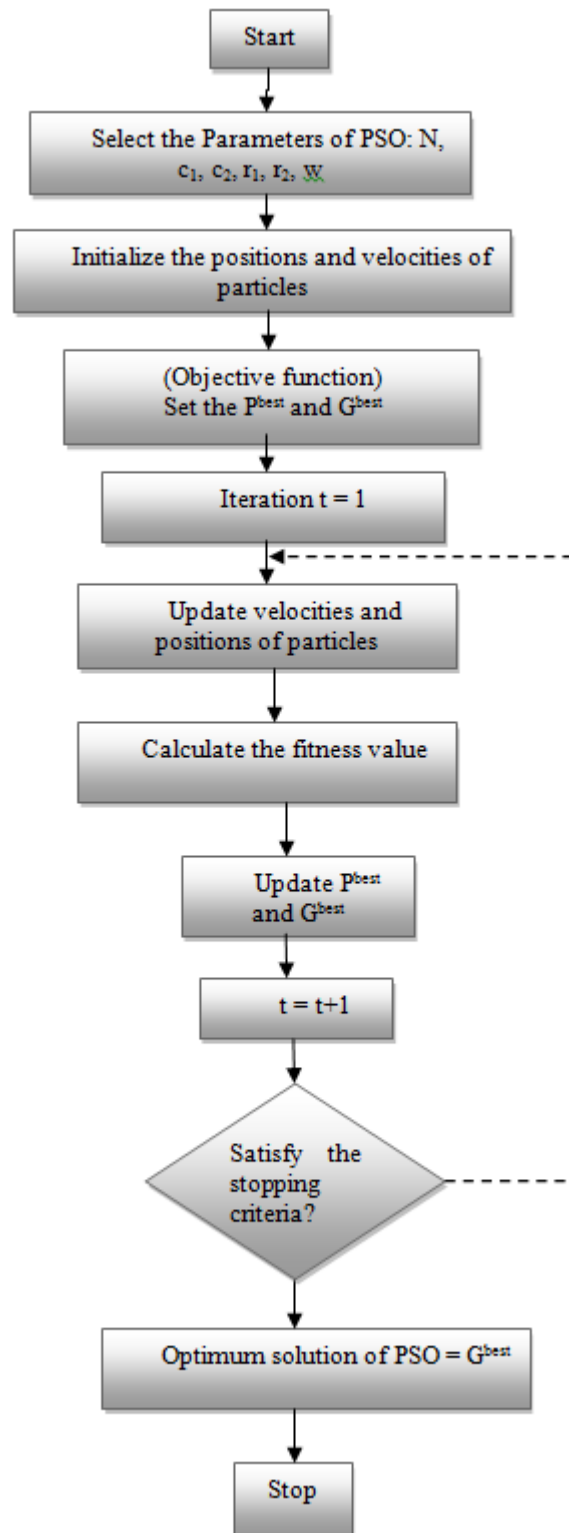 Start
Select the Parameters of PSO: N,
c₁, c₂, r₁, r₂, w
Initialize the positions and velocities of
particles
(Objective function)
Set the Pᵇᵉˢᵗ and Gᵇᵉˢᵗ
Iteration t = 1
Update velocities and
positions of particles
Calculate the fitness value
Update Pᵇᵉˢᵗ
and Gᵇᵉˢᵗ
t = t+1
Satisfy the
stopping
criteria?
Optimum solution of PSO = Gᵇᵉˢᵗ
Stop